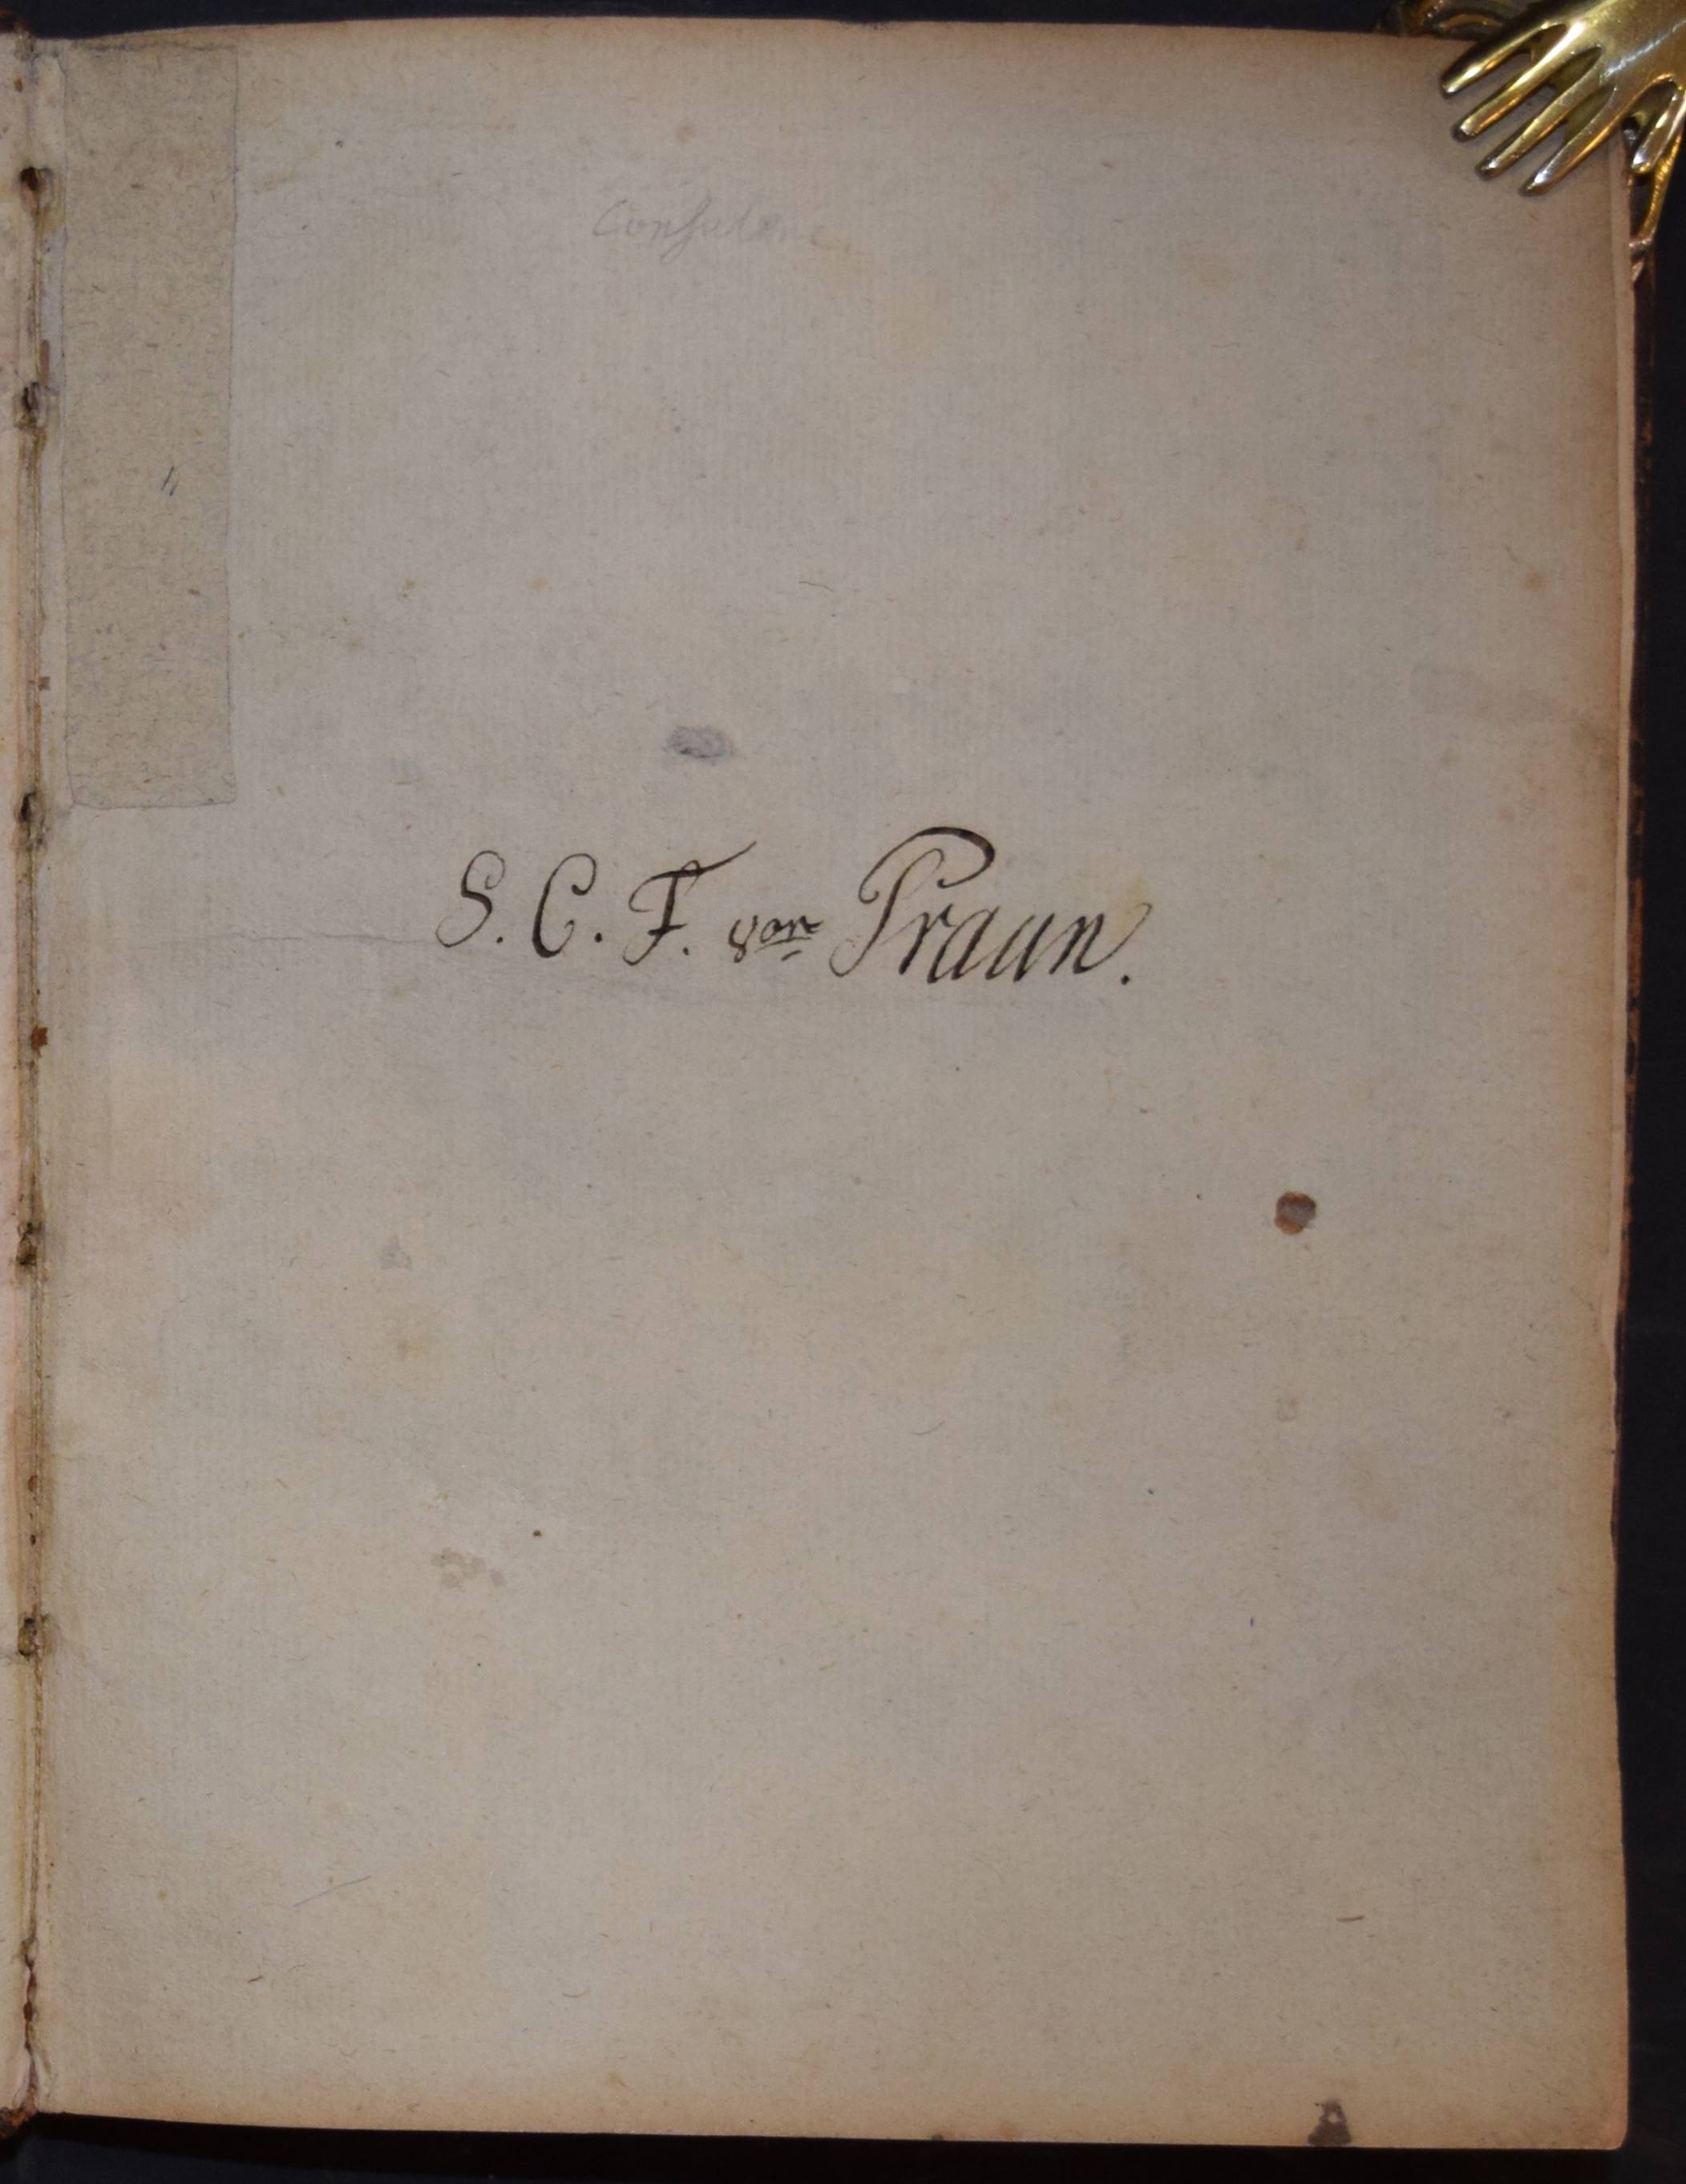 S. C. F. von Praun.